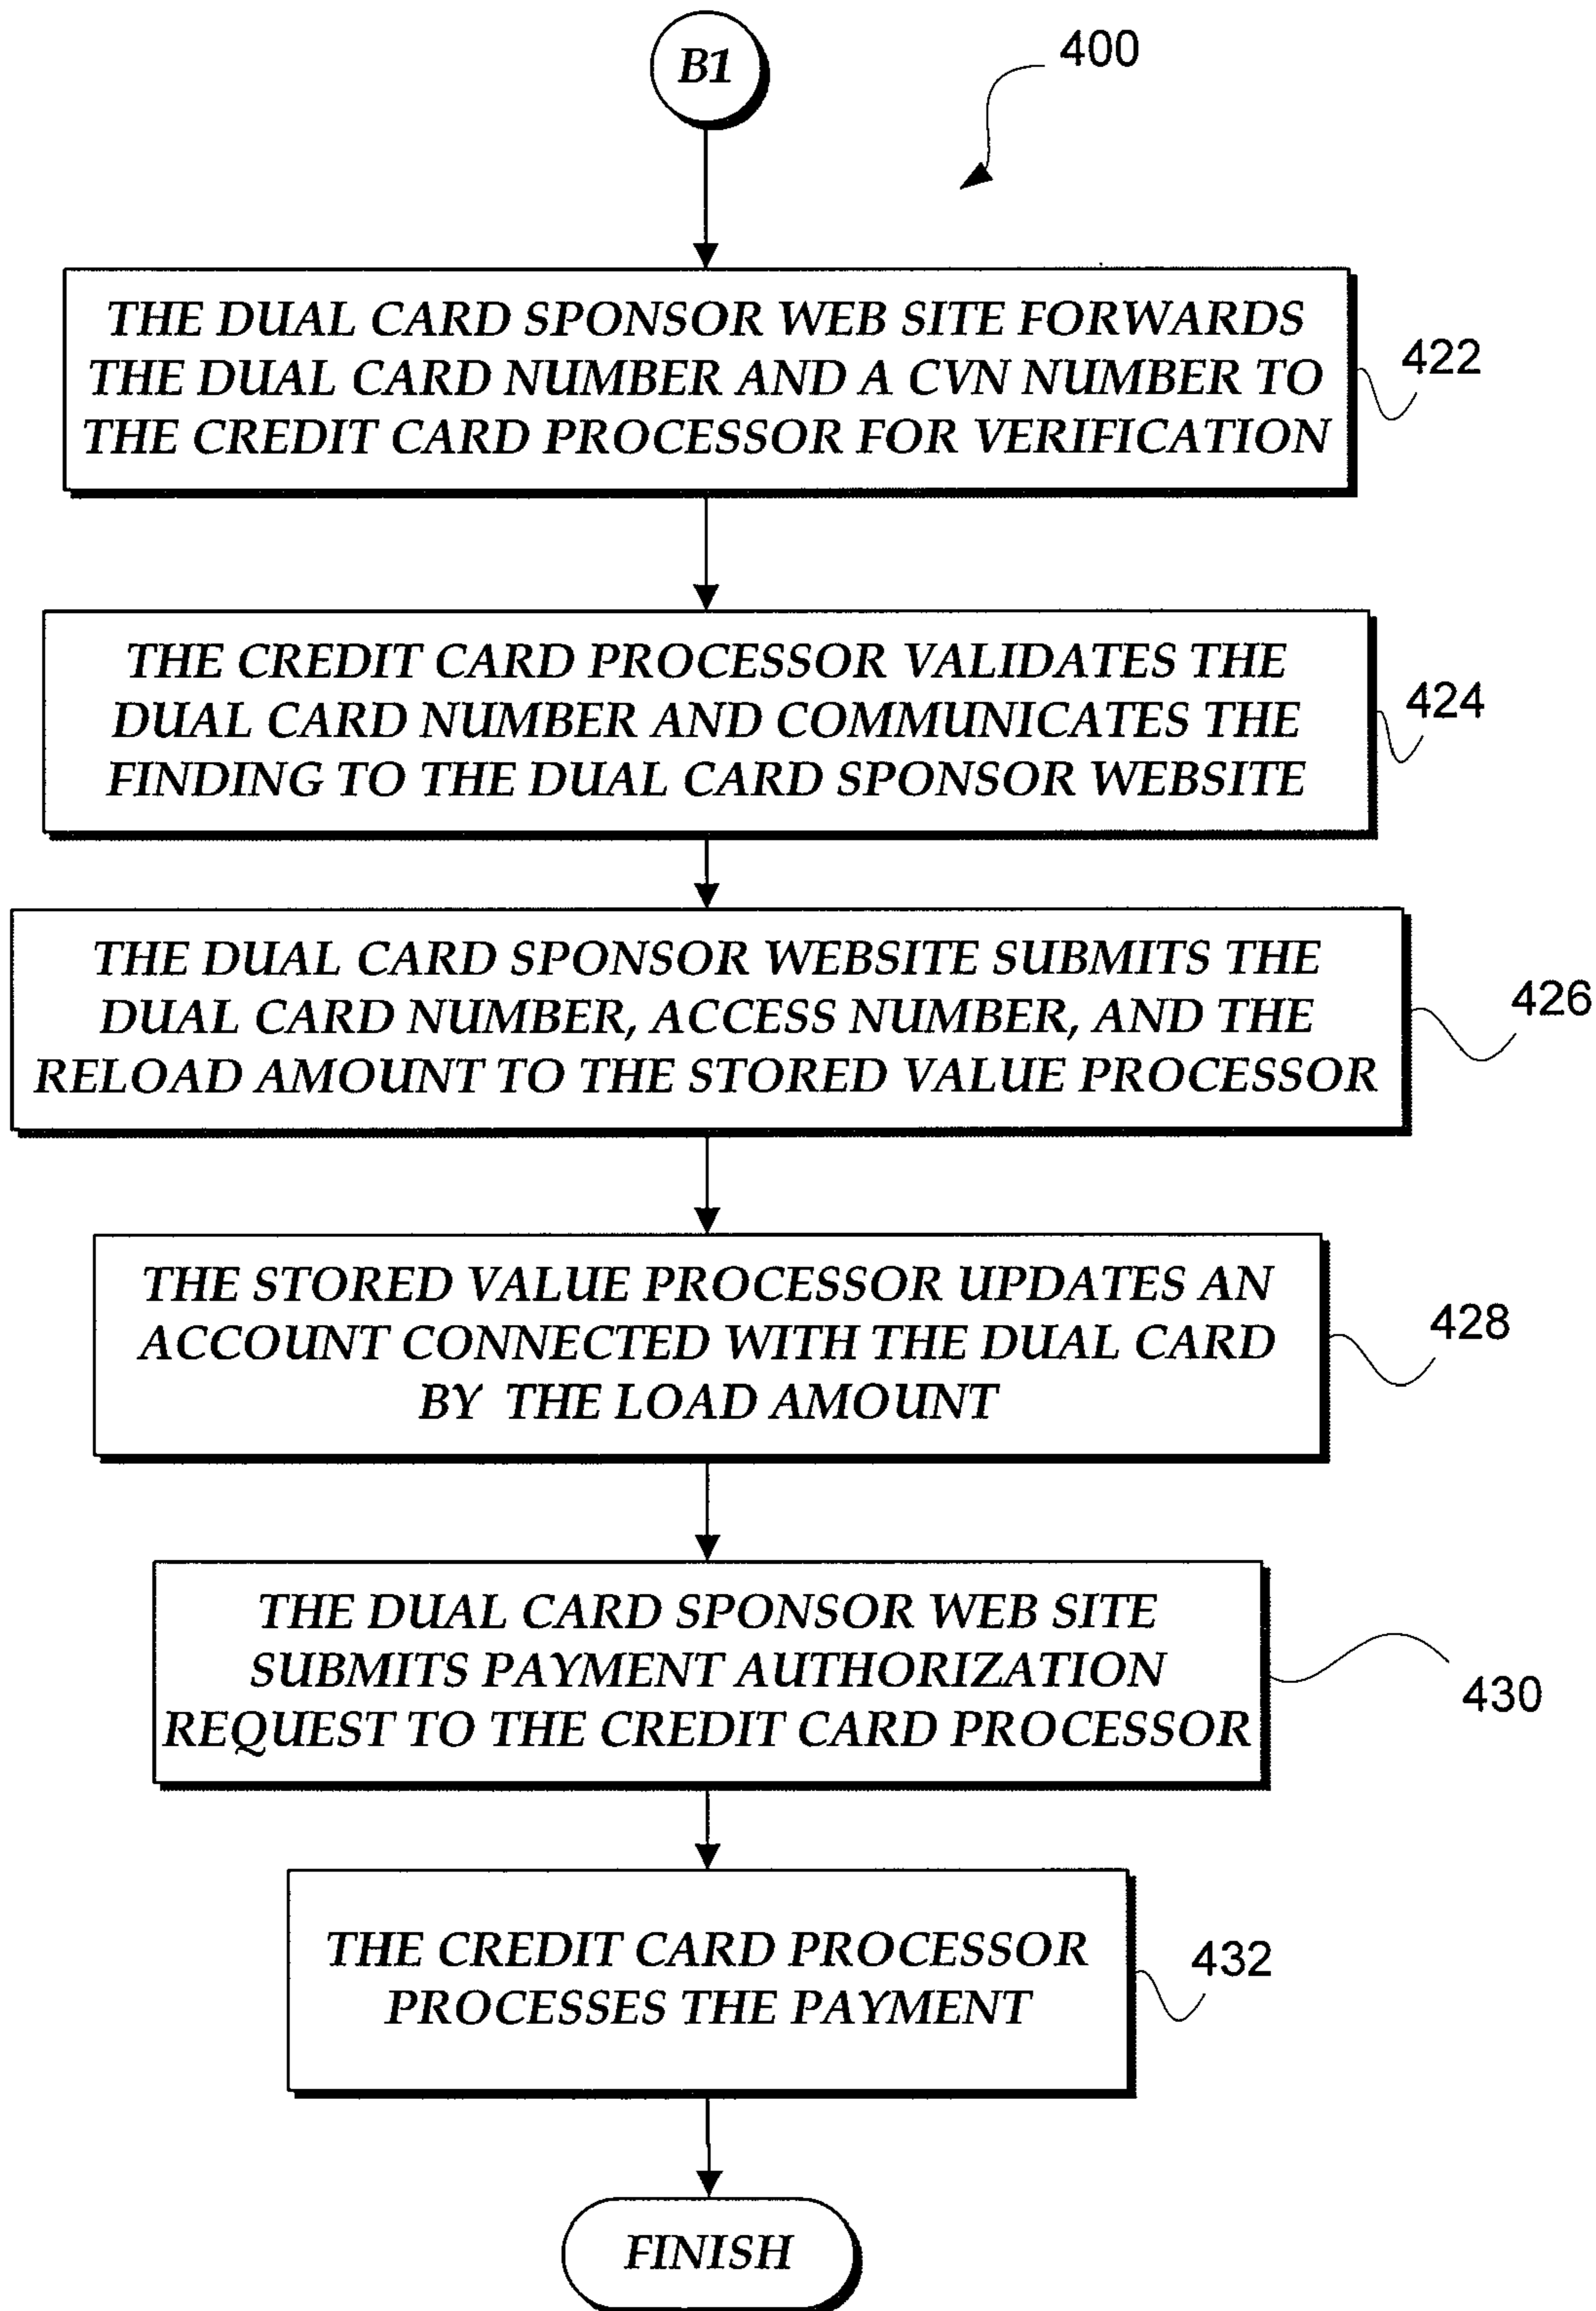 B1
400
THE DUAL CARD SPONSOR WEB SITE FORWARDS
THE DUAL CARD NUMBER AND A CVN NUMBER TO
THE CREDIT CARD PROCESSOR FOR VERIFICATION
422
THE CREDIT CARD PROCESSOR VALIDATES THE
DUAL CARD NUMBER AND COMMUNICATES THE
FINDING TO THE DUAL CARD SPONSOR WEBSITE
424
THE DUAL CARD SPONSOR WEBSITE SUBMITS THE
DUAL CARD NUMBER, ACCESS NUMBER, AND THE
RELOAD AMOUNT TO THE STORED VALUE PROCESSOR
426
THE STORED VALUE PROCESSOR UPDATES AN
ACCOUNT CONNECTED WITH THE DUAL CARD
BY THE LOAD AMOUNT
428
THE DUAL CARD SPONSOR WEB SITE
SUBMITS PAYMENT AUTHORIZATION
REQUEST TO THE CREDIT CARD PROCESSOR
430
THE CREDIT CARD PROCESSOR
PROCESSES THE PAYMENT
432
FINISH